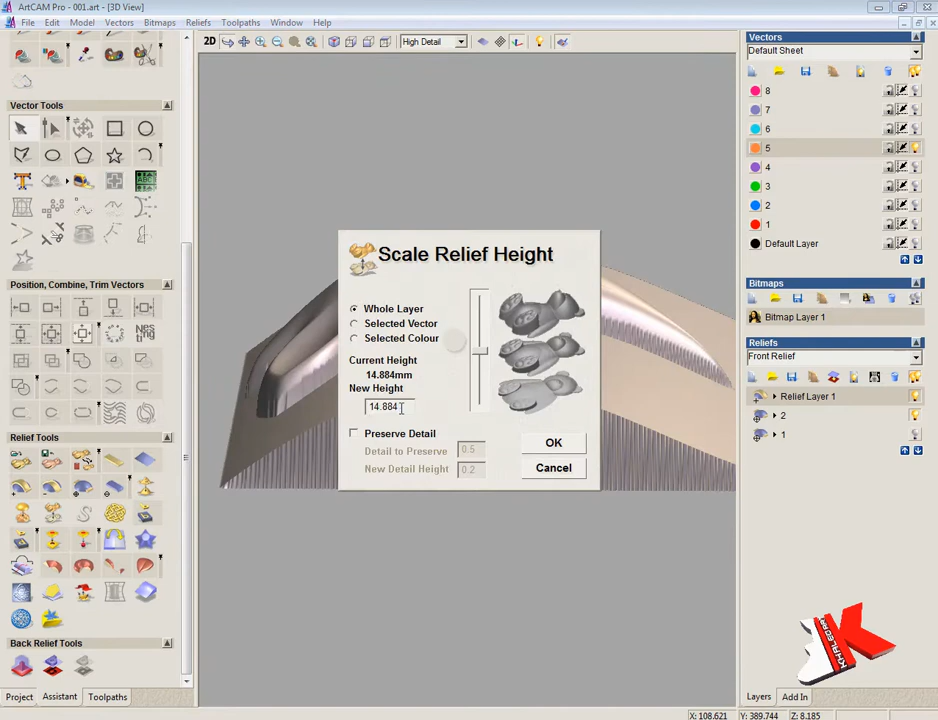 ArtCAM Pro - 001.art - [3D View]
File Edit Model Vectors Bitmaps Reliefs Toolpaths Window Help
2D High Detail
Vector Tools
T ABC
NES
TING
Position, Combine, Trim Vectors
Relief Tools
Back Relief Tools
Project Assistant Toolpaths
Scale Relief Height
Whole Layer
Selected Vector
Selected Colour
Current Height
14.884mm
New Height
14.884
Preserve Detail
Detail to Preserve 0.5
New Detail Height 0.2
OK
Cancel
Vectors
Default Sheet
8
7
6
5
4
3
2
1
Default Layer
Bitmaps
Bitmap Layer 1
Reliefs
Front Relief
Relief Layer 1
2
1
KHALEORA
K
Layers Add In
X: 108.621 Y: 389.744 Z: 8.185